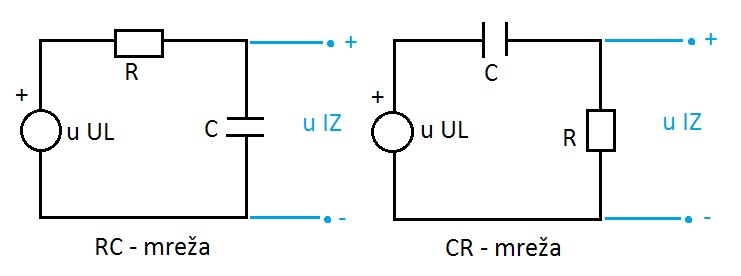 R
+
u UL
C
+
u IZ
-
RC - mreža
C
+
u UL
R
+
u IZ
-
CR - mreža